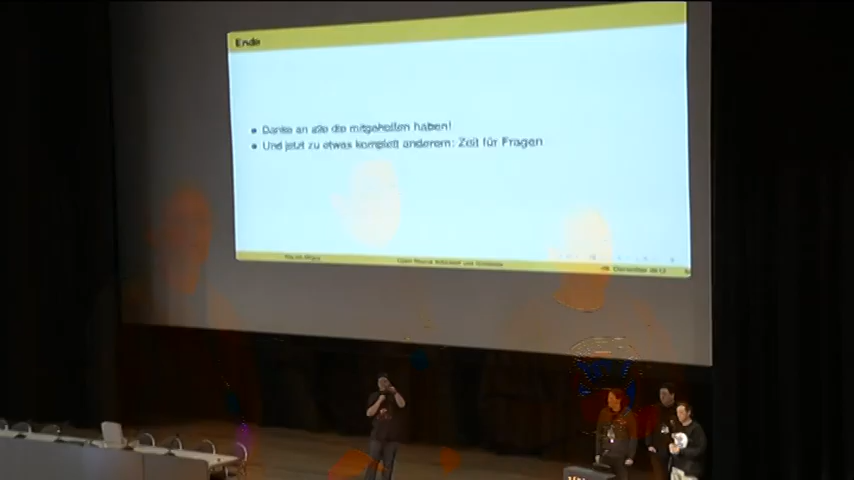 Ende
Danke an alle die mitgeholfen haben!
Und jetzt zu etwas komplett anderem: Zeit für Fragen